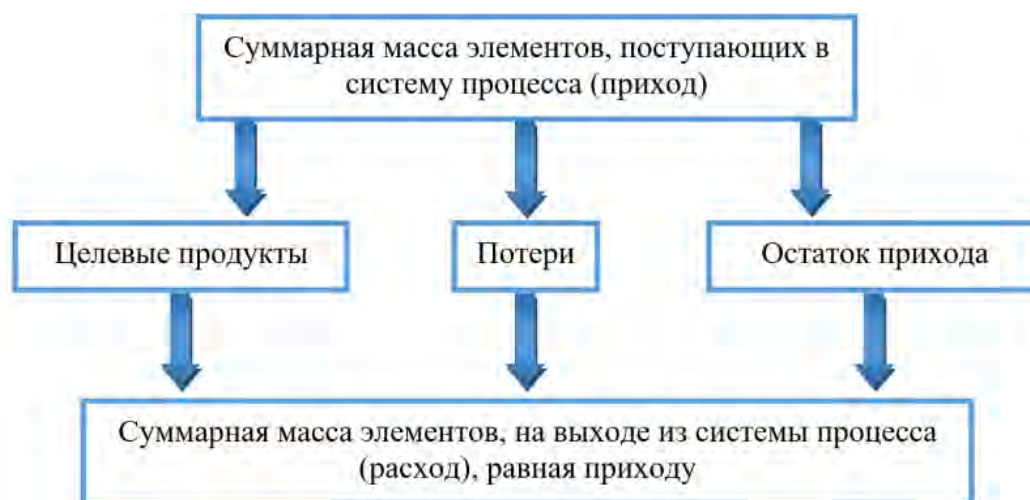 Суммарная масса элементов, поступающих в
систему процесса (приход)
Целевые продукты
Потери
Остаток прихода
Суммарная масса элементов, на выходе из системы процесса
(расход), равная приходу